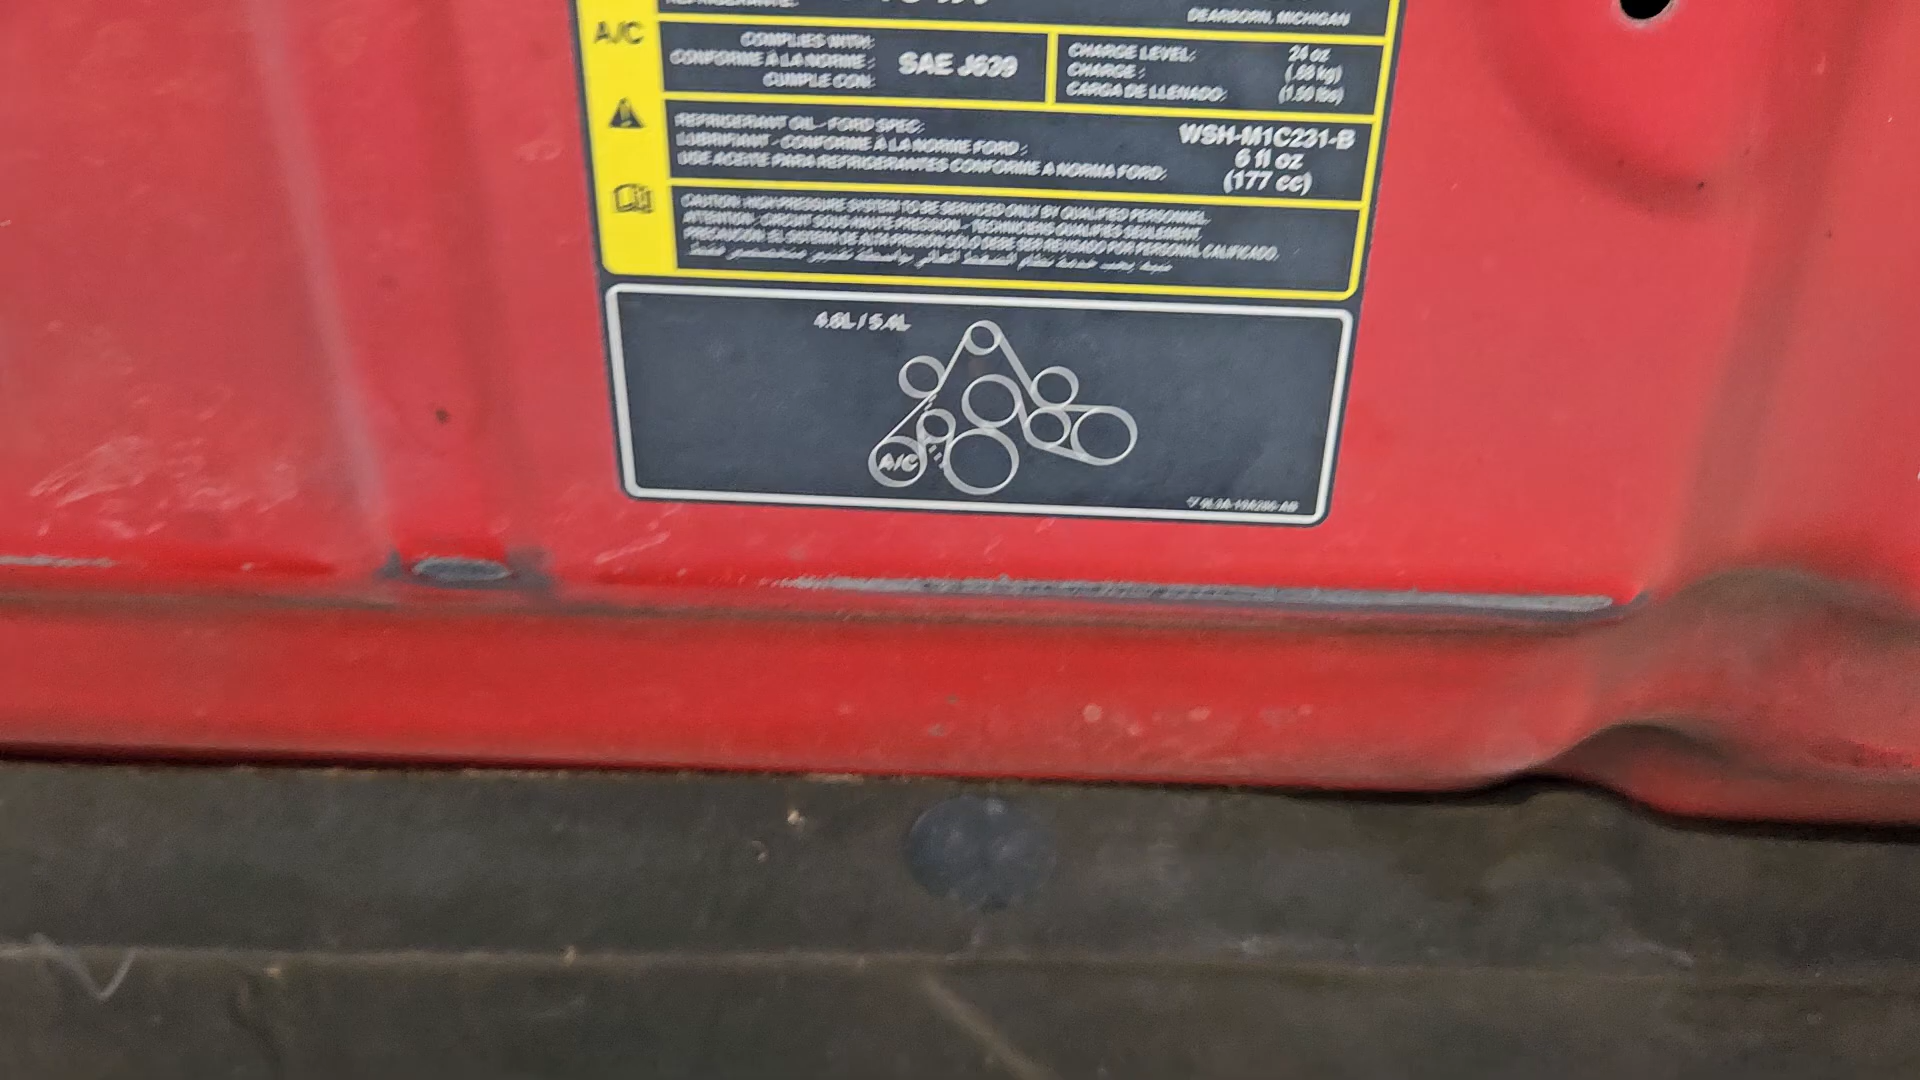 REFRIGERANTE:
DEARBORN, MICHIGAN
A/C
COMPLIES WITH:
CONFORME À LA NORME :
CUMPLE CON:
SAE J639
CHARGE LEVEL:
CHARGE :
CARGA DE LLENADO:
24 oz
(.68 kg)
(1.50 lbs)
REFRIGERANT OIL - FORD SPEC:
LUBRIFIANT - CONFORME À LA NORME FORD :
USE ACEITE PARA REFRIGERANTES CONFORME A NORMA FORD:
WSH-M1C231-B
6 fl oz
(177 cc)
CAUTION: HIGH PRESSURE SYSTEM TO BE SERVICED ONLY BY QUALIFIED PERSONNEL.
ATTENTION: CIRCUIT SOUS HAUTE PRESSION - TECHNICIENS QUALIFIÉS SEULEMENT.
PRECAUCIÓN: EL SISTEMA DE ALTA PRESIÓN SÓLO DEBE SER REVISADO POR PERSONAL CALIFICADO.
4.6L / 5.4L
A/C